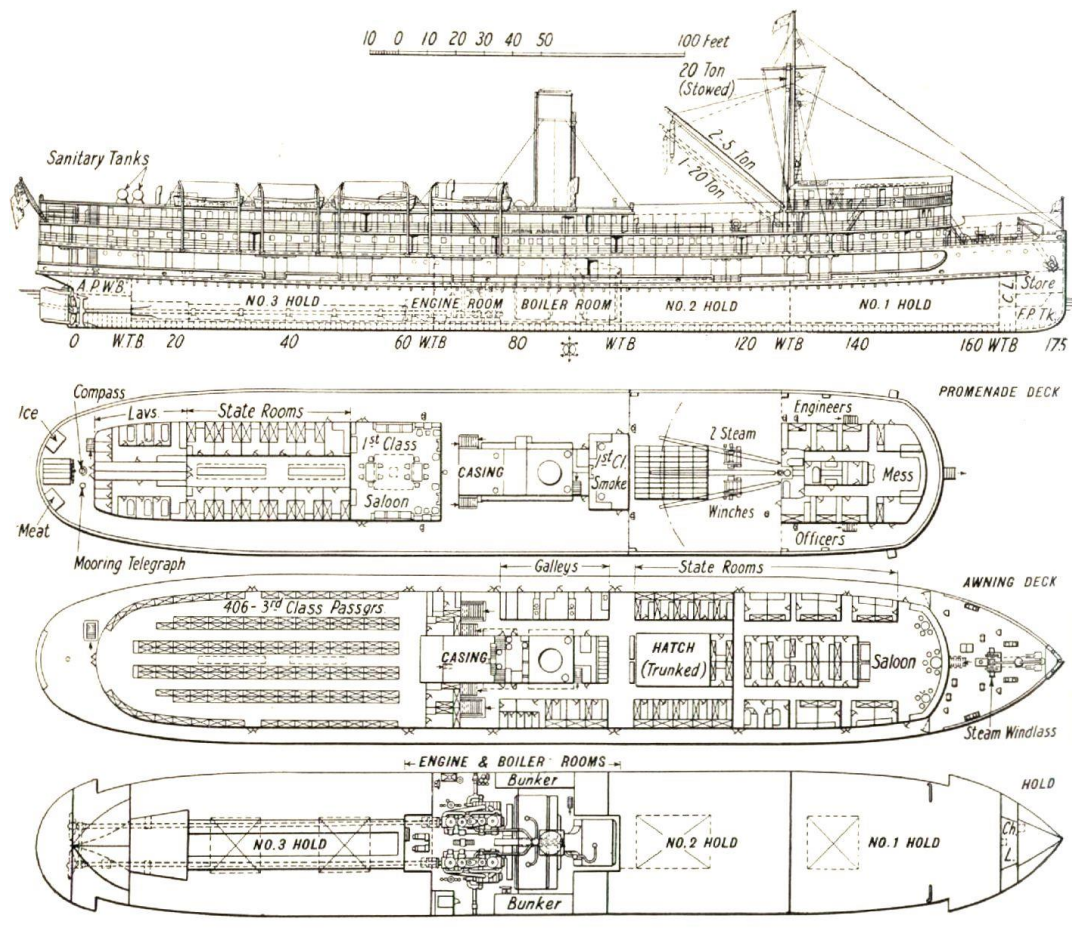 10 0 10 20 30 40 50 100 Feet
20 Ton
(Stowed)
2-5 Ton
1-20 Ton
Sanitary Tanks
A.P.W.B.
NO.3 HOLD
ENGINE ROOM
BOILER ROOM
NO.2 HOLD
NO.1 HOLD
C.L.
Store
F.P.Tk.
0 W.T.B 20 40 60 W.T.B 80 W.T.B 120 W.T.B 140 160 W.T.B 175
PROMENADE DECK
Compass
Ice
Lavs.
State Rooms
1st Class
Saloon
CASING
1st Cl.
Smoke
2 Steam
Winches
Engineers
Mess
Officers
Meat
Mooring Telegraph
Galleys
State Rooms
AWNING DECK
406-3rd Class Passgrs.
CASING
HATCH
(Trunked)
Saloon
Steam Windlass
ENGINE & BOILER ROOMS
HOLD
Bunker
NO.3 HOLD
NO.2 HOLD
NO.1 HOLD
Ch.
L.
Bunker